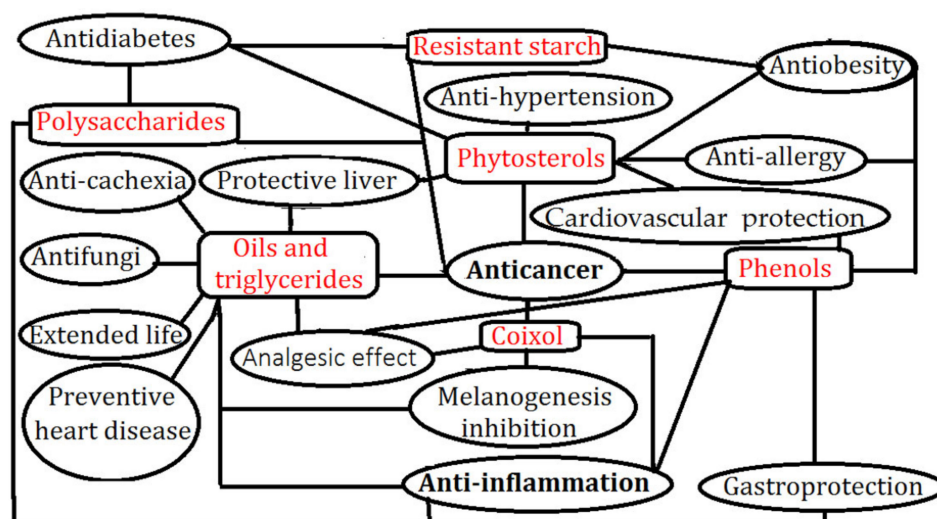 Antidiabetes
Resistant starch
Antiobesity
Anti-hypertension
Polysaccharides
Phytosterols
Anti-allergy
Anti-cachexia
Protective liver
Cardiovascular protection
Antifungi
Oils and
triglycerides
Anticancer
Phenols
Extended life
Analgesic effect
Coixol
Preventive
heart disease
Melanogenesis
inhibition
Anti-inflammation
Gastroprotection